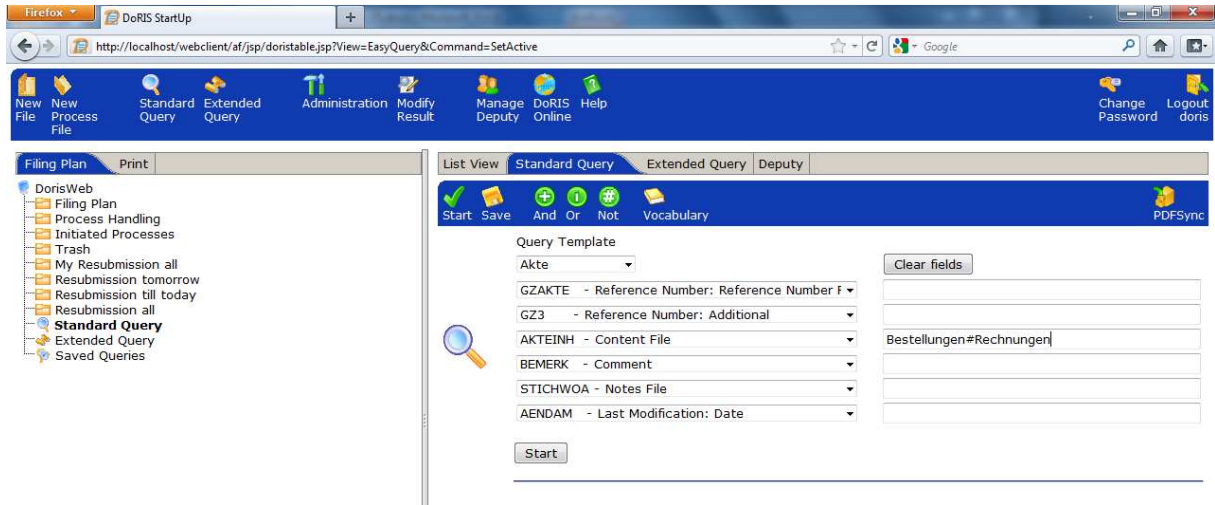 Firefox
DoRIS StartUp
+
http://localhost/webclient/af/jsp/doristable.jsp?View=EasyQuery&Command=SetActive
Google
New File
New Process File
Standard Query
Extended Query
Administration
Modify Result
Manage Deputy
DoRIS Online
Help
Change Password
Logout doris
Filing Plan
Print
DorisWeb
Filing Plan
Process Handling
Initiated Processes
Trash
My Resubmission all
Resubmission tomorrow
Resubmission till today
Resubmission all
Standard Query
Extended Query
Saved Queries
List View
Standard Query
Extended Query
Deputy
Start
Save
And
Or
Not
Vocabulary
PDFSync
Query Template
Akte
Clear fields
GZAKTE - Reference Number: Reference Number F
GZ3 - Reference Number: Additional
AKTEINH - Content File
Bestellungen#Rechnungen
BEMERK - Comment
STICHWOA - Notes File
AENDAM - Last Modification: Date
Start